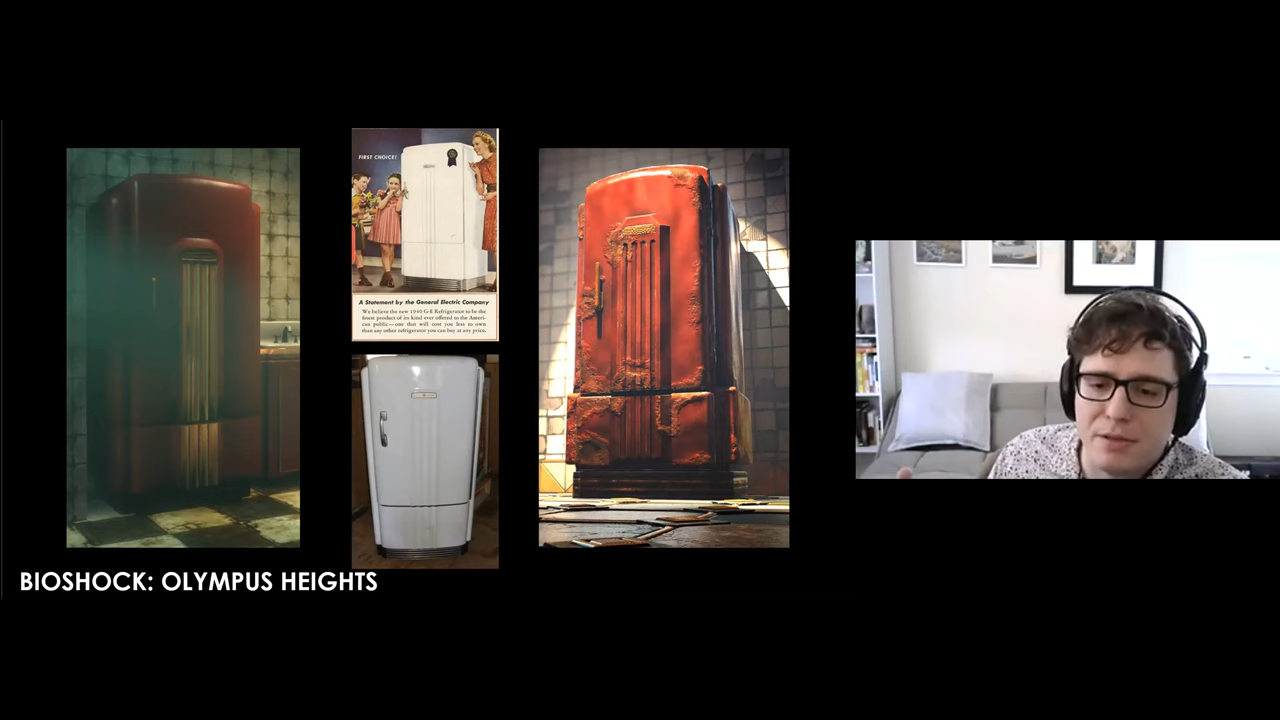 FIRST CHOICE!
A Statement by the General Electric Company
We believe the new 1940 G-E Refrigerator to be the
finest product of its kind ever offered to the Ameri-
can public—one that will cost you less to own
than any other refrigerator you can buy at any price.
BIOSHOCK: OLYMPUS HEIGHTS